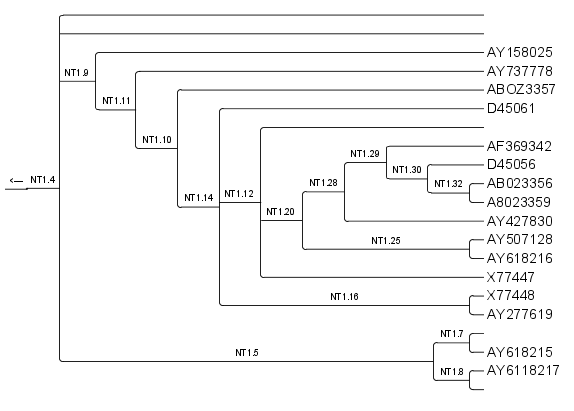 AY158025
NT1.9
AY737778
ABOZ3357
NT1.11
D45061
NT1.10
AF369342
NT1.29
D45056
NT1.30
<— NT1.4
NT1.28
NT1.32
AB023356
NT1.14
NT1.12
A8023359
NT1.20
AY427830
NT1.25
AY507128
AY618216
X77447
NT1.16
X77448
AY277619
NT1.7
NT1.5
AY618215
NT1.8
AY6118217